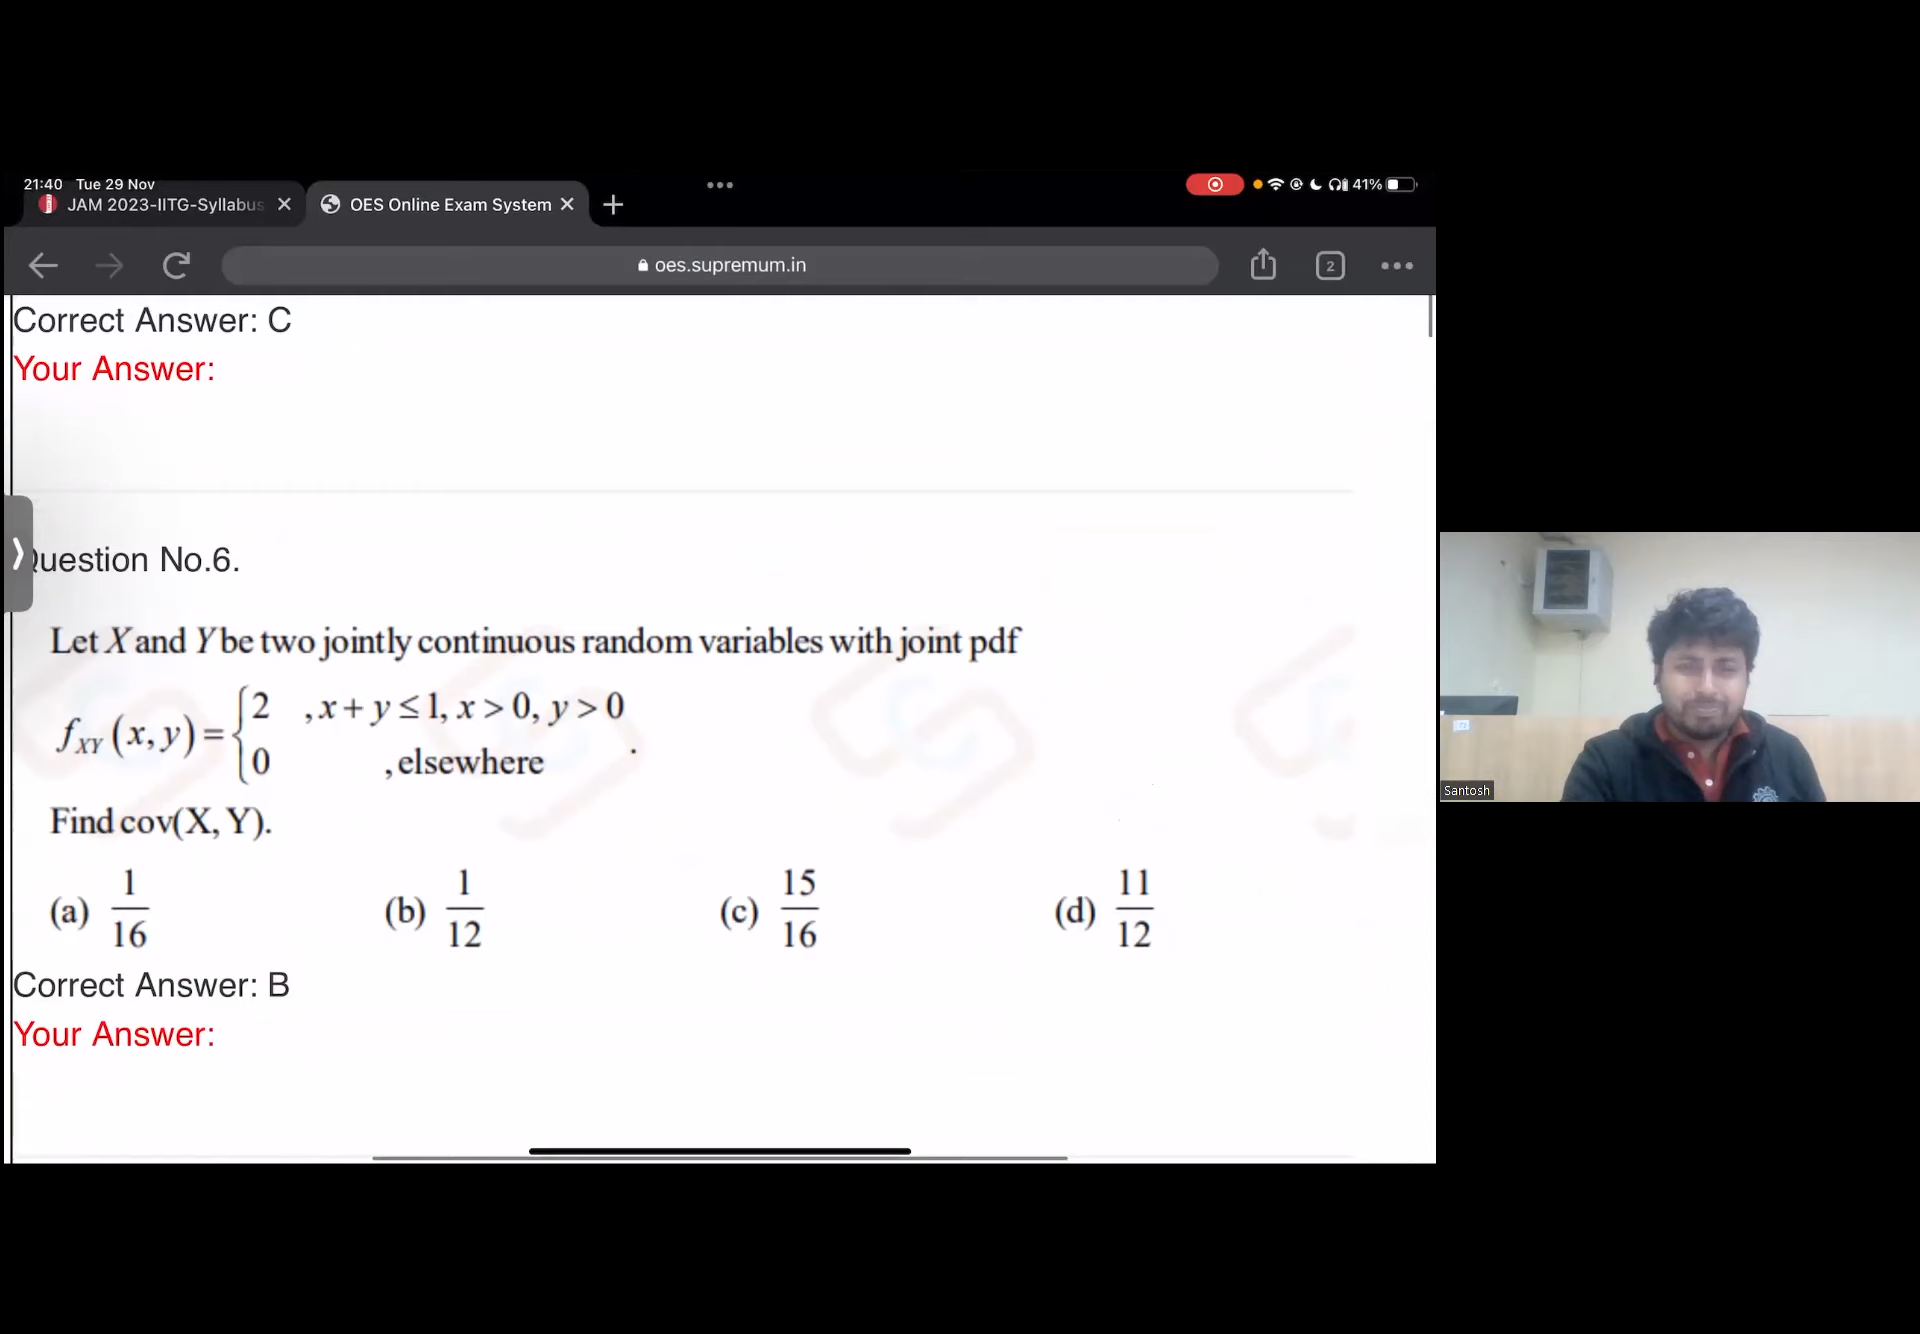 21:40 Tue 29 Nov
41%
JAM 2023-IITG-Syllabus
OES Online Exam System
oes.supremum.in
2
Correct Answer: C
Your Answer:
uestion No.6.
Let X and Y be two jointly continuous random variables with joint pdf
f_XY (x, y) = { 2 , x + y ≤ 1, x > 0, y > 0
0 , elsewhere .
Find cov(X, Y).
(a) 1/16 (b) 1/12 (c) 15/16 (d) 11/12
Correct Answer: B
Your Answer:
Santosh